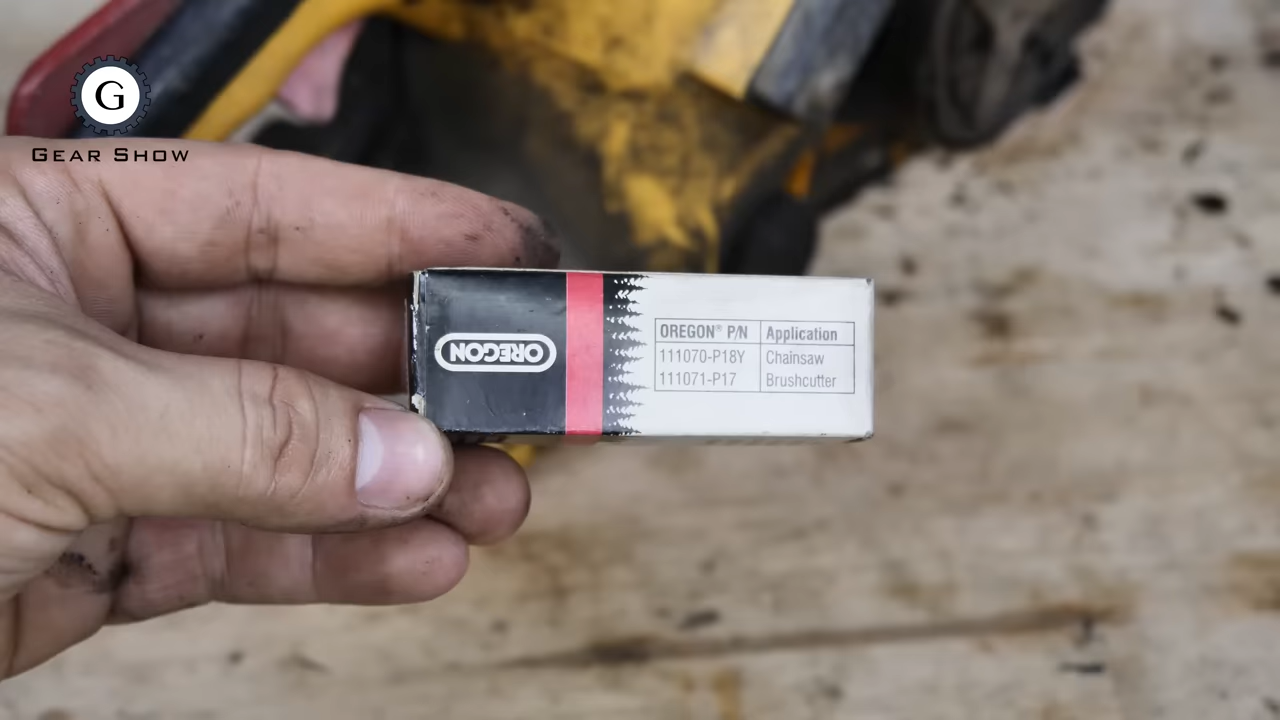 G
GEAR SHOW
OREGON
OREGON® P/N Application
111070-P18Y Chainsaw
111071-P17 Brushcutter